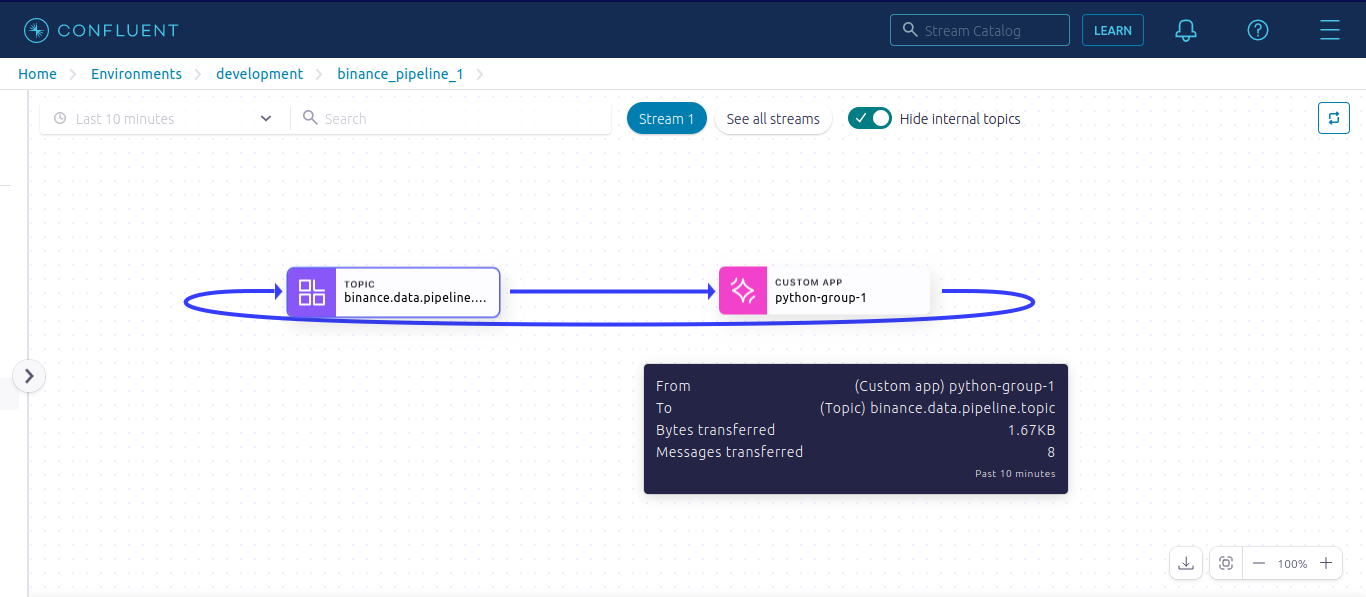 CONFLUENT
Stream Catalog
LEARN
Home
Environments
development
binance_pipeline_1
Last 10 minutes
Search
Stream 1
See all streams
Hide internal topics
TOPIC
binance.data.pipeline....
CUSTOM APP
python-group-1
From (Custom app) python-group-1
To (Topic) binance.data.pipeline.topic
Bytes transferred 1.67KB
Messages transferred 8
Past 10 minutes
100%